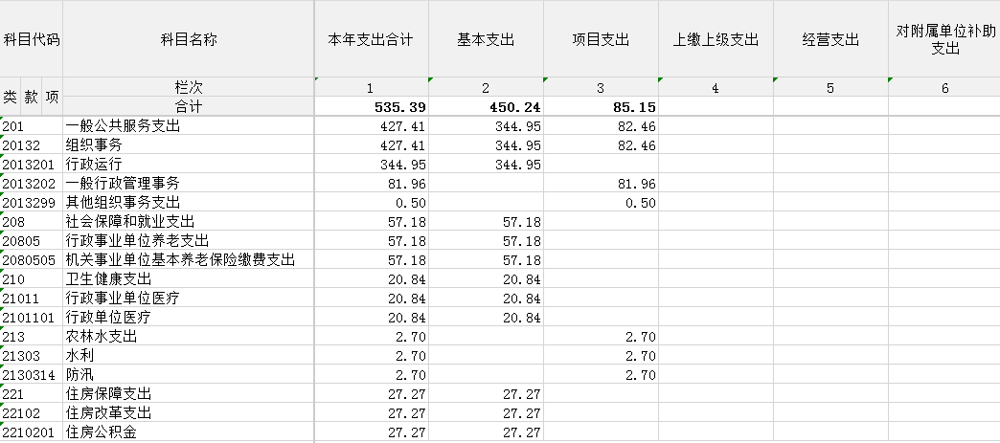 科目代码 科目名称 本年支出合计 基本支出 项目支出 上缴上级支出 经营支出 对附属单位补助
支出
类 款 项 栏次 1 2 3 4 5 6
合计 535.39 450.24 85.15
201 一般公共服务支出 427.41 344.95 82.46
20132 组织事务 427.41 344.95 82.46
2013201 行政运行 344.95 344.95
2013202 一般行政管理事务 81.96 81.96
2013299 其他组织事务支出 0.50 0.50
208 社会保障和就业支出 57.18 57.18
20805 行政事业单位养老支出 57.18 57.18
2080505 机关事业单位基本养老保险缴费支出 57.18 57.18
210 卫生健康支出 20.84 20.84
21011 行政事业单位医疗 20.84 20.84
2101101 行政单位医疗 20.84 20.84
213 农林水支出 2.70 2.70
21303 水利 2.70 2.70
2130314 防汛 2.70 2.70
221 住房保障支出 27.27 27.27
22102 住房改革支出 27.27 27.27
2210201 住房公积金 27.27 27.27